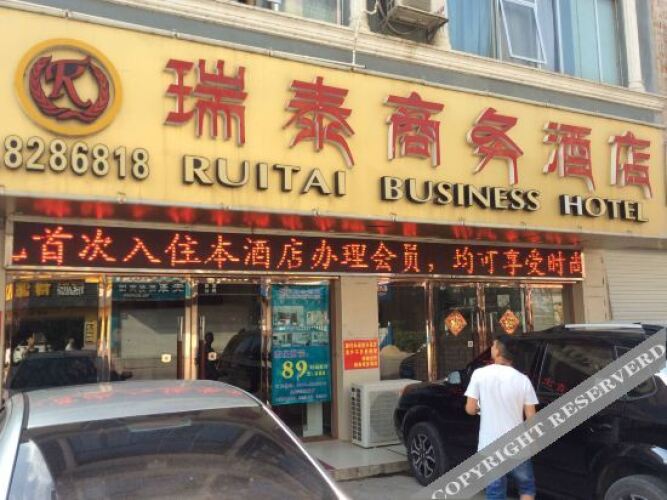 瑞泰商务酒店
R
8286818
RUITAI BUSINESS HOTEL
首次入住本酒店办理会员,均可享受时尚
89
COPYRIGHT RESERVED